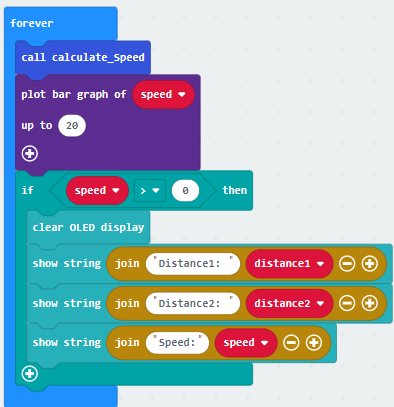 forever
call calculate_Speed
plot bar graph of speed
up to 20
if speed > 0 then
clear OLED display
show string join "Distance1: " distance1
show string join "Distance2: " distance2
show string join "Speed:" speed